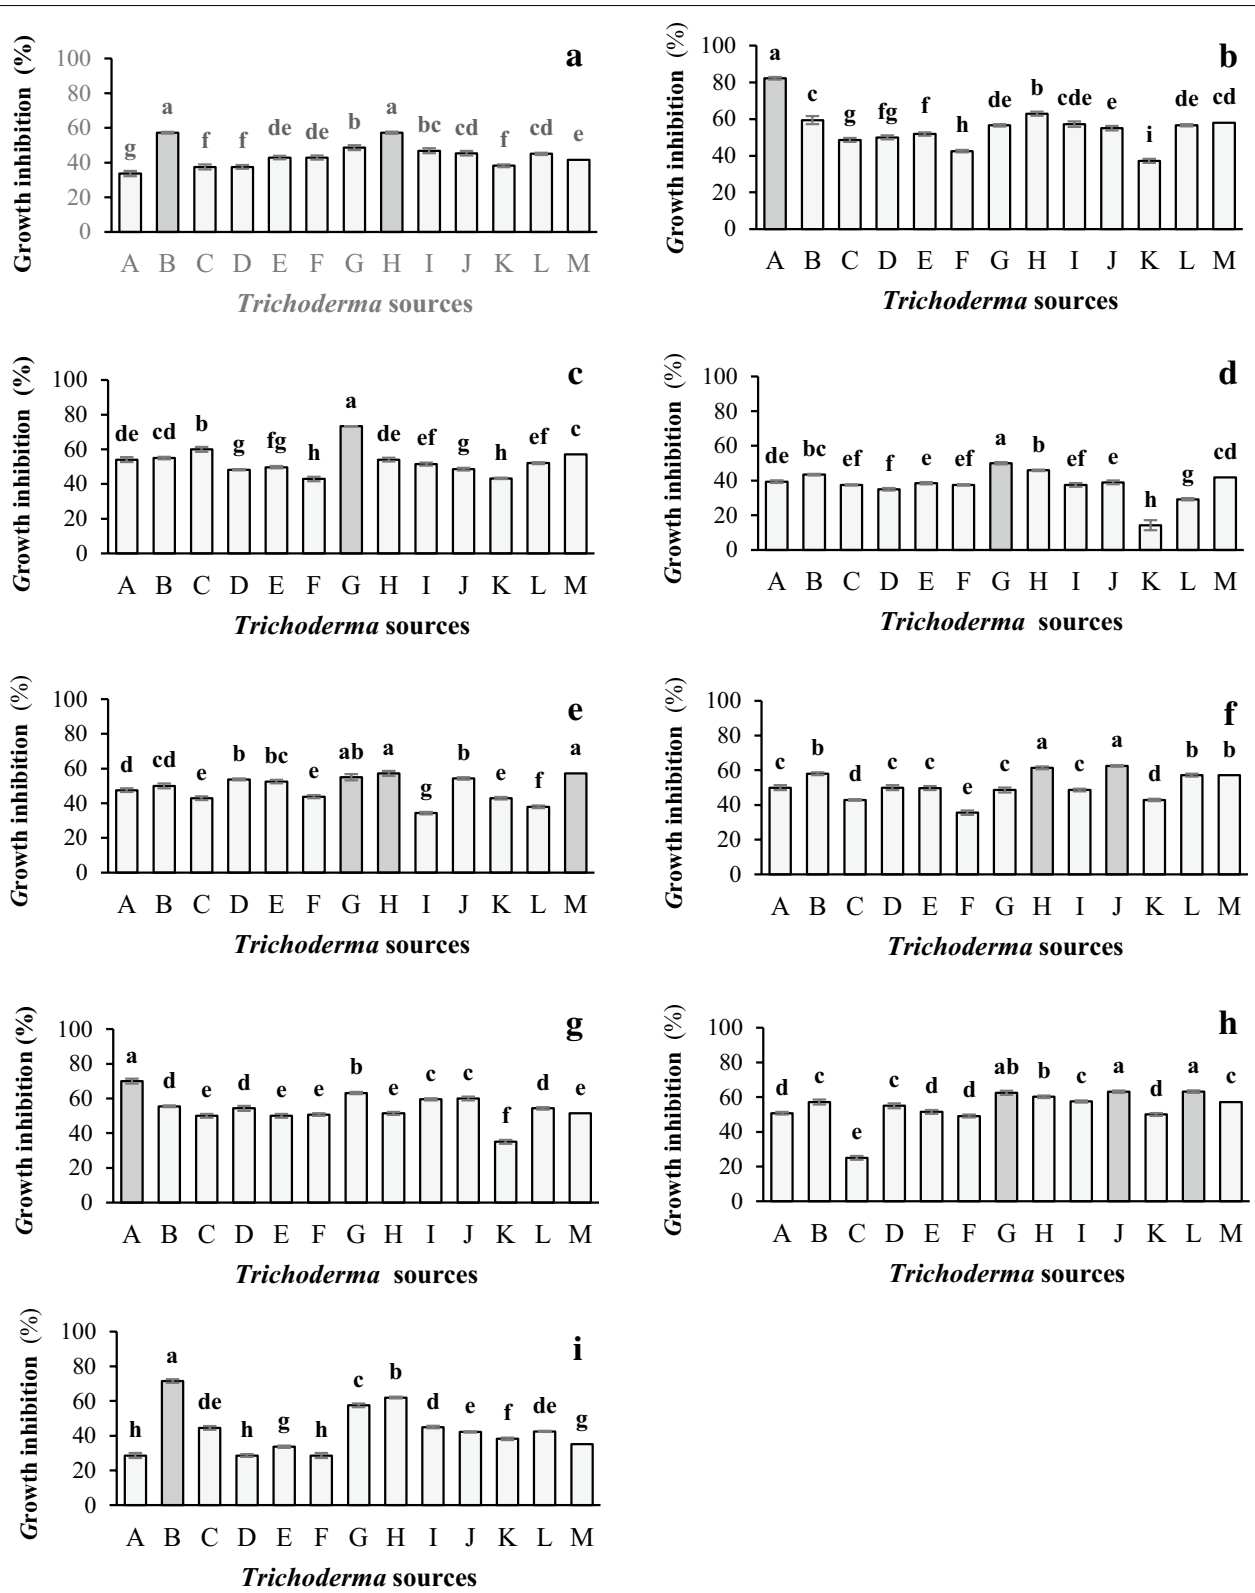 a
Growth inhibition (%)
100
80
60
40
20
0
g a f f de de b a bc cd f cd e
A B C D E F G H I J K L M
Trichoderma sources
b
Growth inhibition (%)
100
80
60
40
20
0
a c g fg f h de b cde e i de cd
A B C D E F G H I J K L M
Trichoderma sources
c
Growth inhibition (%)
100
80
60
40
20
0
de cd b g fg h a de ef g h ef c
A B C D E F G H I J K L M
Trichoderma sources
d
Growth inhibition (%)
100
80
60
40
20
0
de bc ef f e ef a b ef e h g cd
A B C D E F G H I J K L M
Trichoderma sources
e
Growth inhibition (%)
100
80
60
40
20
0
d cd e b bc e ab a g b e f a
A B C D E F G H I J K L M
Trichoderma sources
f
Growth inhibition (%)
100
80
60
40
20
0
c b d c c e c a c a d b b
A B C D E F G H I J K L M
Trichoderma sources
g
Growth inhibition (%)
100
80
60
40
20
0
a d e d e e b e c c f d e
A B C D E F G H I J K L M
Trichoderma sources
h
Growth inhibition (%)
100
80
60
40
20
0
d c e c d d ab b c a d a c
A B C D E F G H I J K L M
Trichoderma sources
i
Growth inhibition (%)
100
80
60
40
20
0
h a de h g h c b d e f de g
A B C D E F G H I J K L M
Trichoderma sources